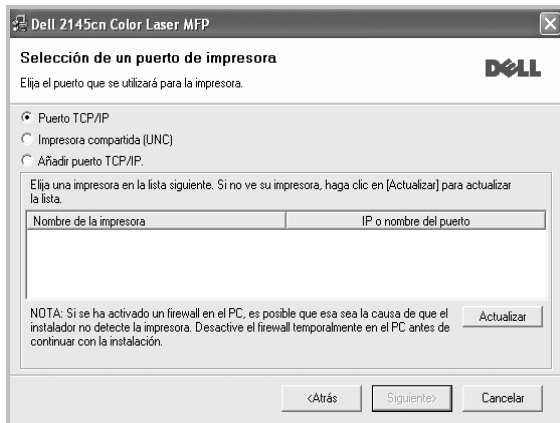 Dell 2145cn Color Laser MFP
Selección de un puerto de impresora
Elija el puerto que se utilizará para la impresora.
DELL
Puerto TCP/IP
Impresora compartida (UNC)
Añadir puerto TCP/IP.
Elija una impresora en la lista siguiente. Si no ve su impresora, haga clic en [Actualizar] para actualizar
la lista.
Nombre de la impresora IP o nombre del puerto
NOTA: Si se ha activado un firewall en el PC, es posible que esa sea la causa de que el
instalador no detecte la impresora. Desactive el firewall temporalmente en el PC antes de
continuar con la instalación.
Actualizar
<Atrás Siguiente> Cancelar